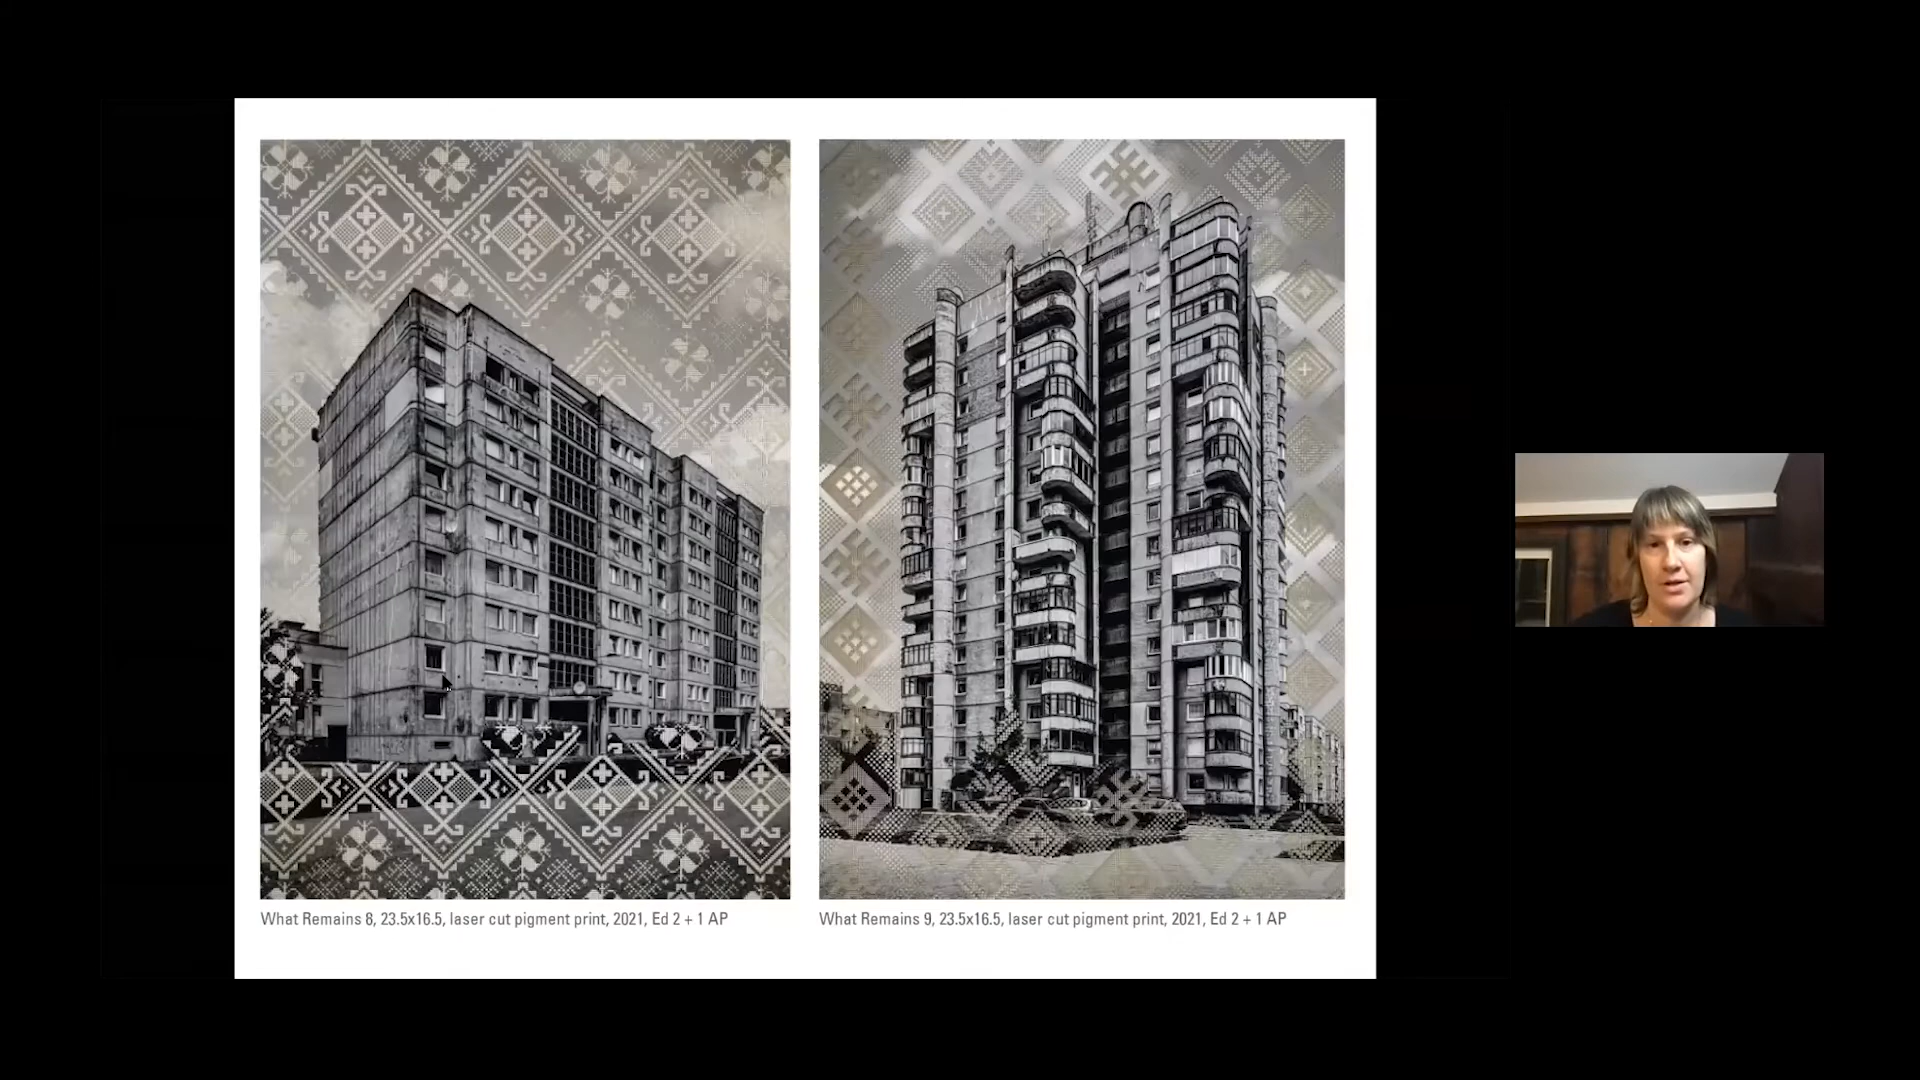 What Remains 8, 23.5x16.5, laser cut pigment print, 2021, Ed 2 + 1 AP
What Remains 9, 23.5x16.5, laser cut pigment print, 2021, Ed 2 + 1 AP